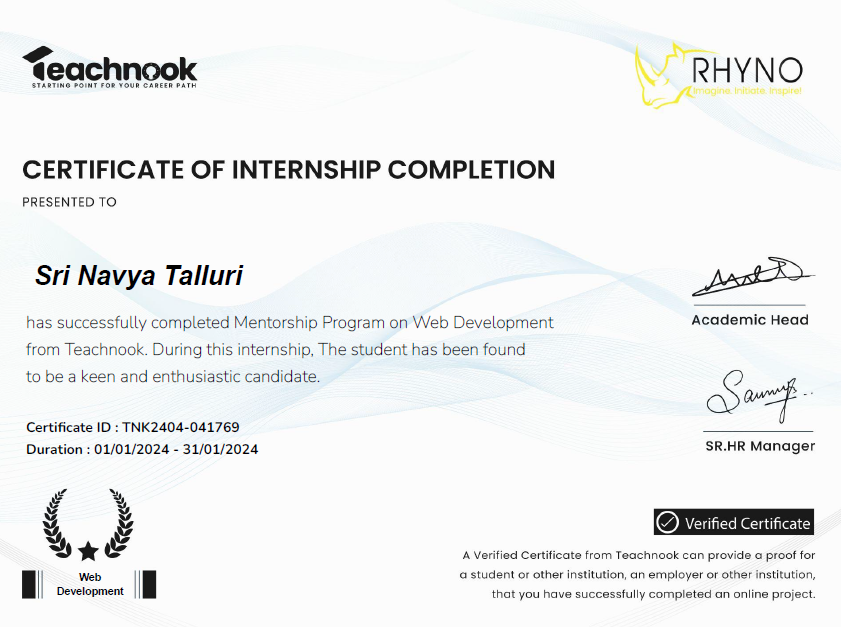 Teachnook
STARTING POINT FOR YOUR CAREER PATH
RHYNO
Imagine. Initiate. Inspire!
CERTIFICATE OF INTERNSHIP COMPLETION
PRESENTED TO
Sri Navya Talluri
has successfully completed Mentorship Program on Web Development
from Teachnook. During this internship, The student has been found
to be a keen and enthusiastic candidate.
Certificate ID : TNK2404-041769
Duration : 01/01/2024 - 31/01/2024
Academic Head
SR.HR Manager
Web
Development
Verified Certificate
A Verified Certificate from Teachnook can provide a proof for
a student or other institution, an employer or other institution,
that you have successfully completed an online project.